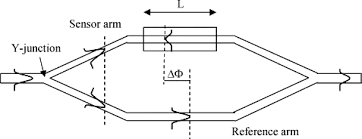 Sensor arm
L
Y-junction
ΔΦ
Reference arm